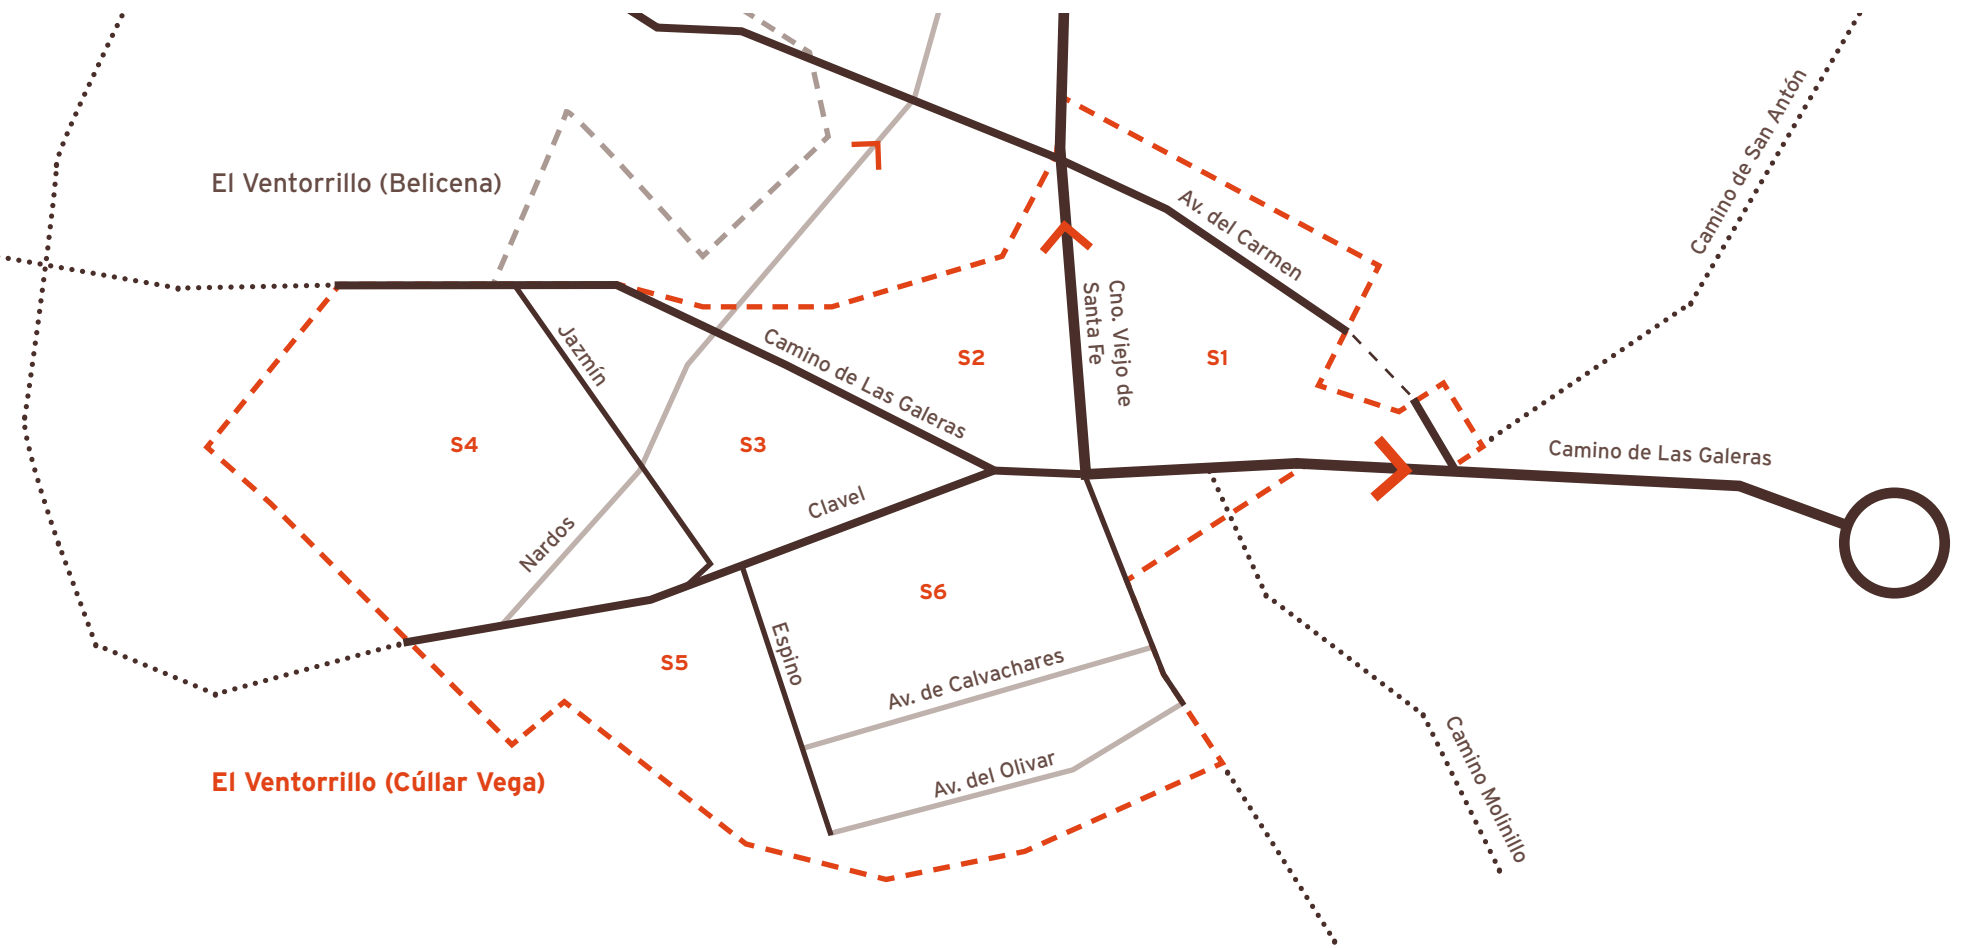 Camino de San Antón
El Ventorrillo (Belicena)
Av. del Carmen
Cno. Viejo de
Santa Fe
Jazmín
Camino de Las Galeras
S2
S1
S4
S3
Camino de Las Galeras
Clavel
Nardos
S6
Espino
S5
Av. de Calvachares
Av. del Olivar
El Ventorrillo (Cúllar Vega)
Camino Molinillo